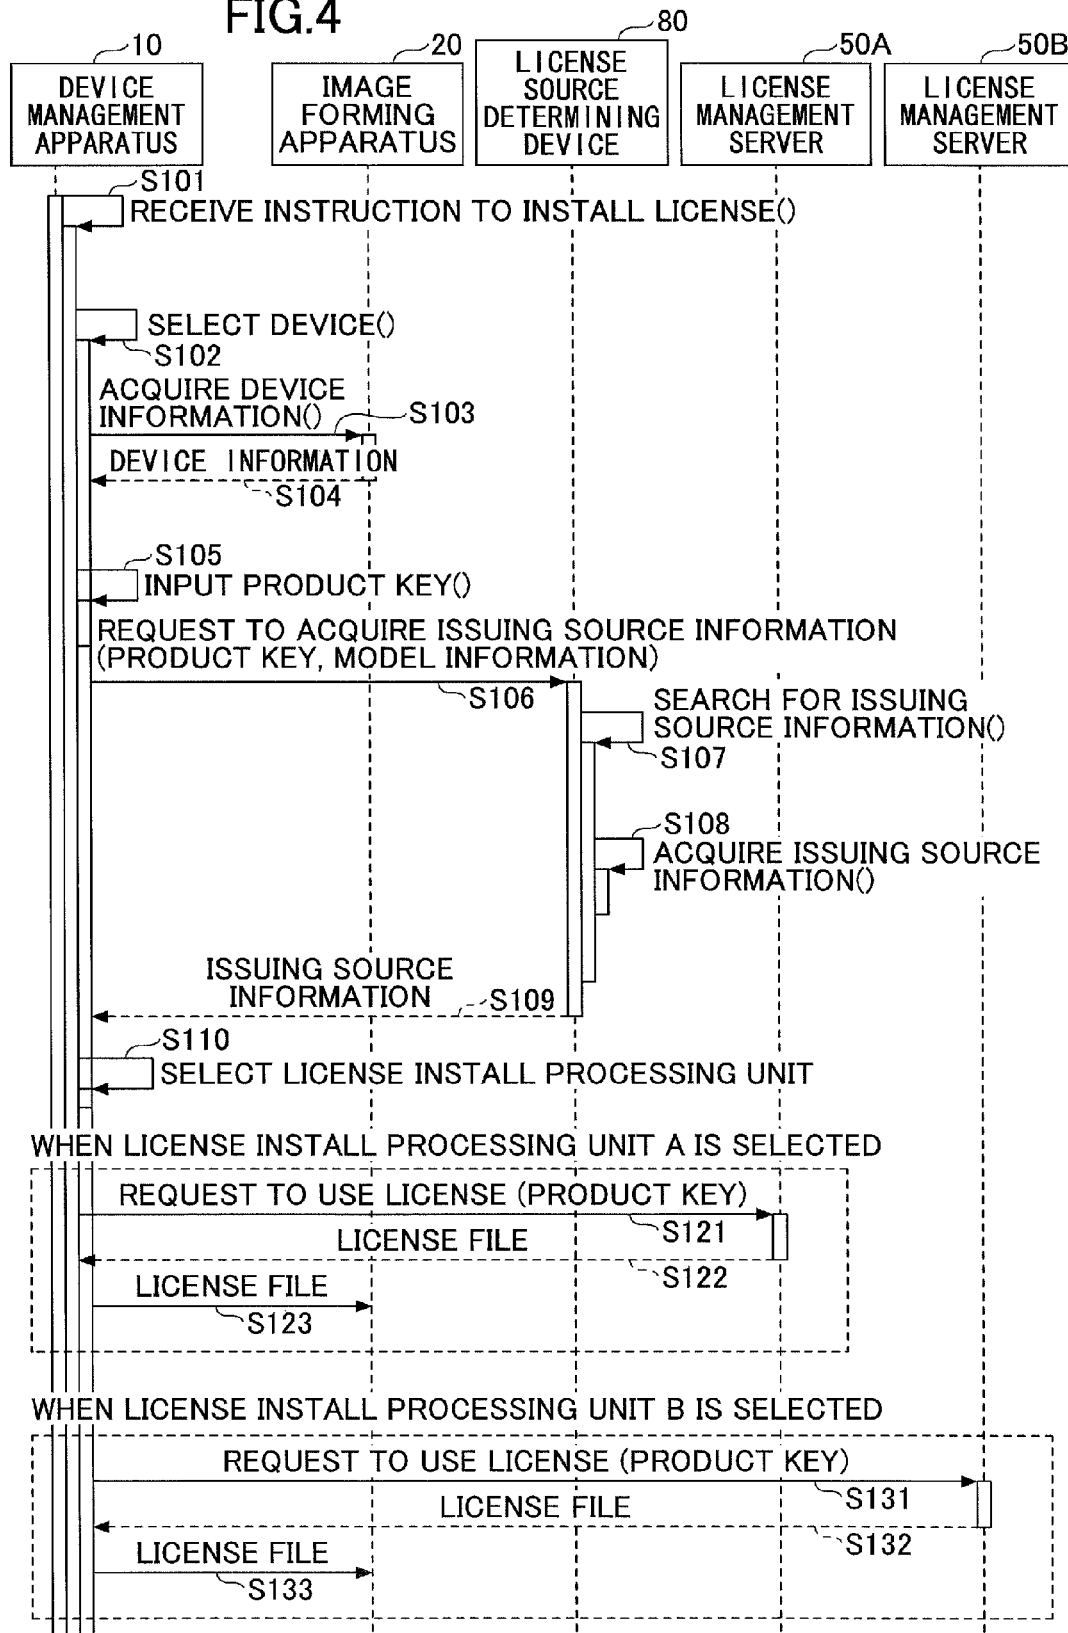 FIG.4
10
20
80
50A
50B
DEVICE
MANAGEMENT
APPARATUS
IMAGE
FORMING
APPARATUS
LICENSE
SOURCE
DETERMINING
DEVICE
LICENSE
MANAGEMENT
SERVER
LICENSE
MANAGEMENT
SERVER
S101
RECEIVE INSTRUCTION TO INSTALL LICENSE()
SELECT DEVICE()
S102
ACQUIRE DEVICE
INFORMATION()
S103
DEVICE INFORMATION
S104
S105
INPUT PRODUCT KEY()
REQUEST TO ACQUIRE ISSUING SOURCE INFORMATION
(PRODUCT KEY, MODEL INFORMATION)
S106
SEARCH FOR ISSUING
SOURCE INFORMATION()
S107
S108
ACQUIRE ISSUING SOURCE
INFORMATION()
ISSUING SOURCE
INFORMATION
S109
S110
SELECT LICENSE INSTALL PROCESSING UNIT
WHEN LICENSE INSTALL PROCESSING UNIT A IS SELECTED
REQUEST TO USE LICENSE (PRODUCT KEY)
S121
LICENSE FILE
S122
LICENSE FILE
S123
WHEN LICENSE INSTALL PROCESSING UNIT B IS SELECTED
REQUEST TO USE LICENSE (PRODUCT KEY)
S131
LICENSE FILE
S132
LICENSE FILE
S133